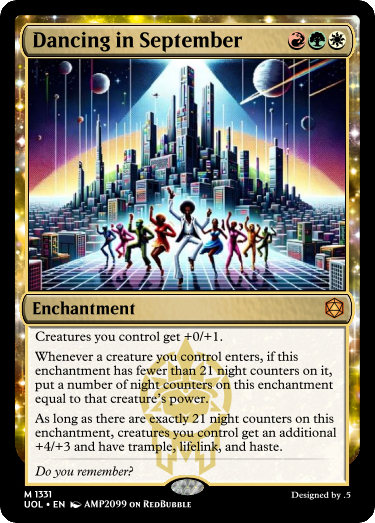 Dancing in September
Enchantment
Creatures you control get +0/+1.
Whenever a creature you control enters, if this
enchantment has fewer than 21 night counters on it,
put a number of night counters on this enchantment
equal to that creature's power.
As long as there are exactly 21 night counters on this
enchantment, creatures you control get an additional
+4/+3 and have trample, lifelink, and haste.
Do you remember?
M 1331
UOL • EN AMP2099 on RedBubble
Designed by .5